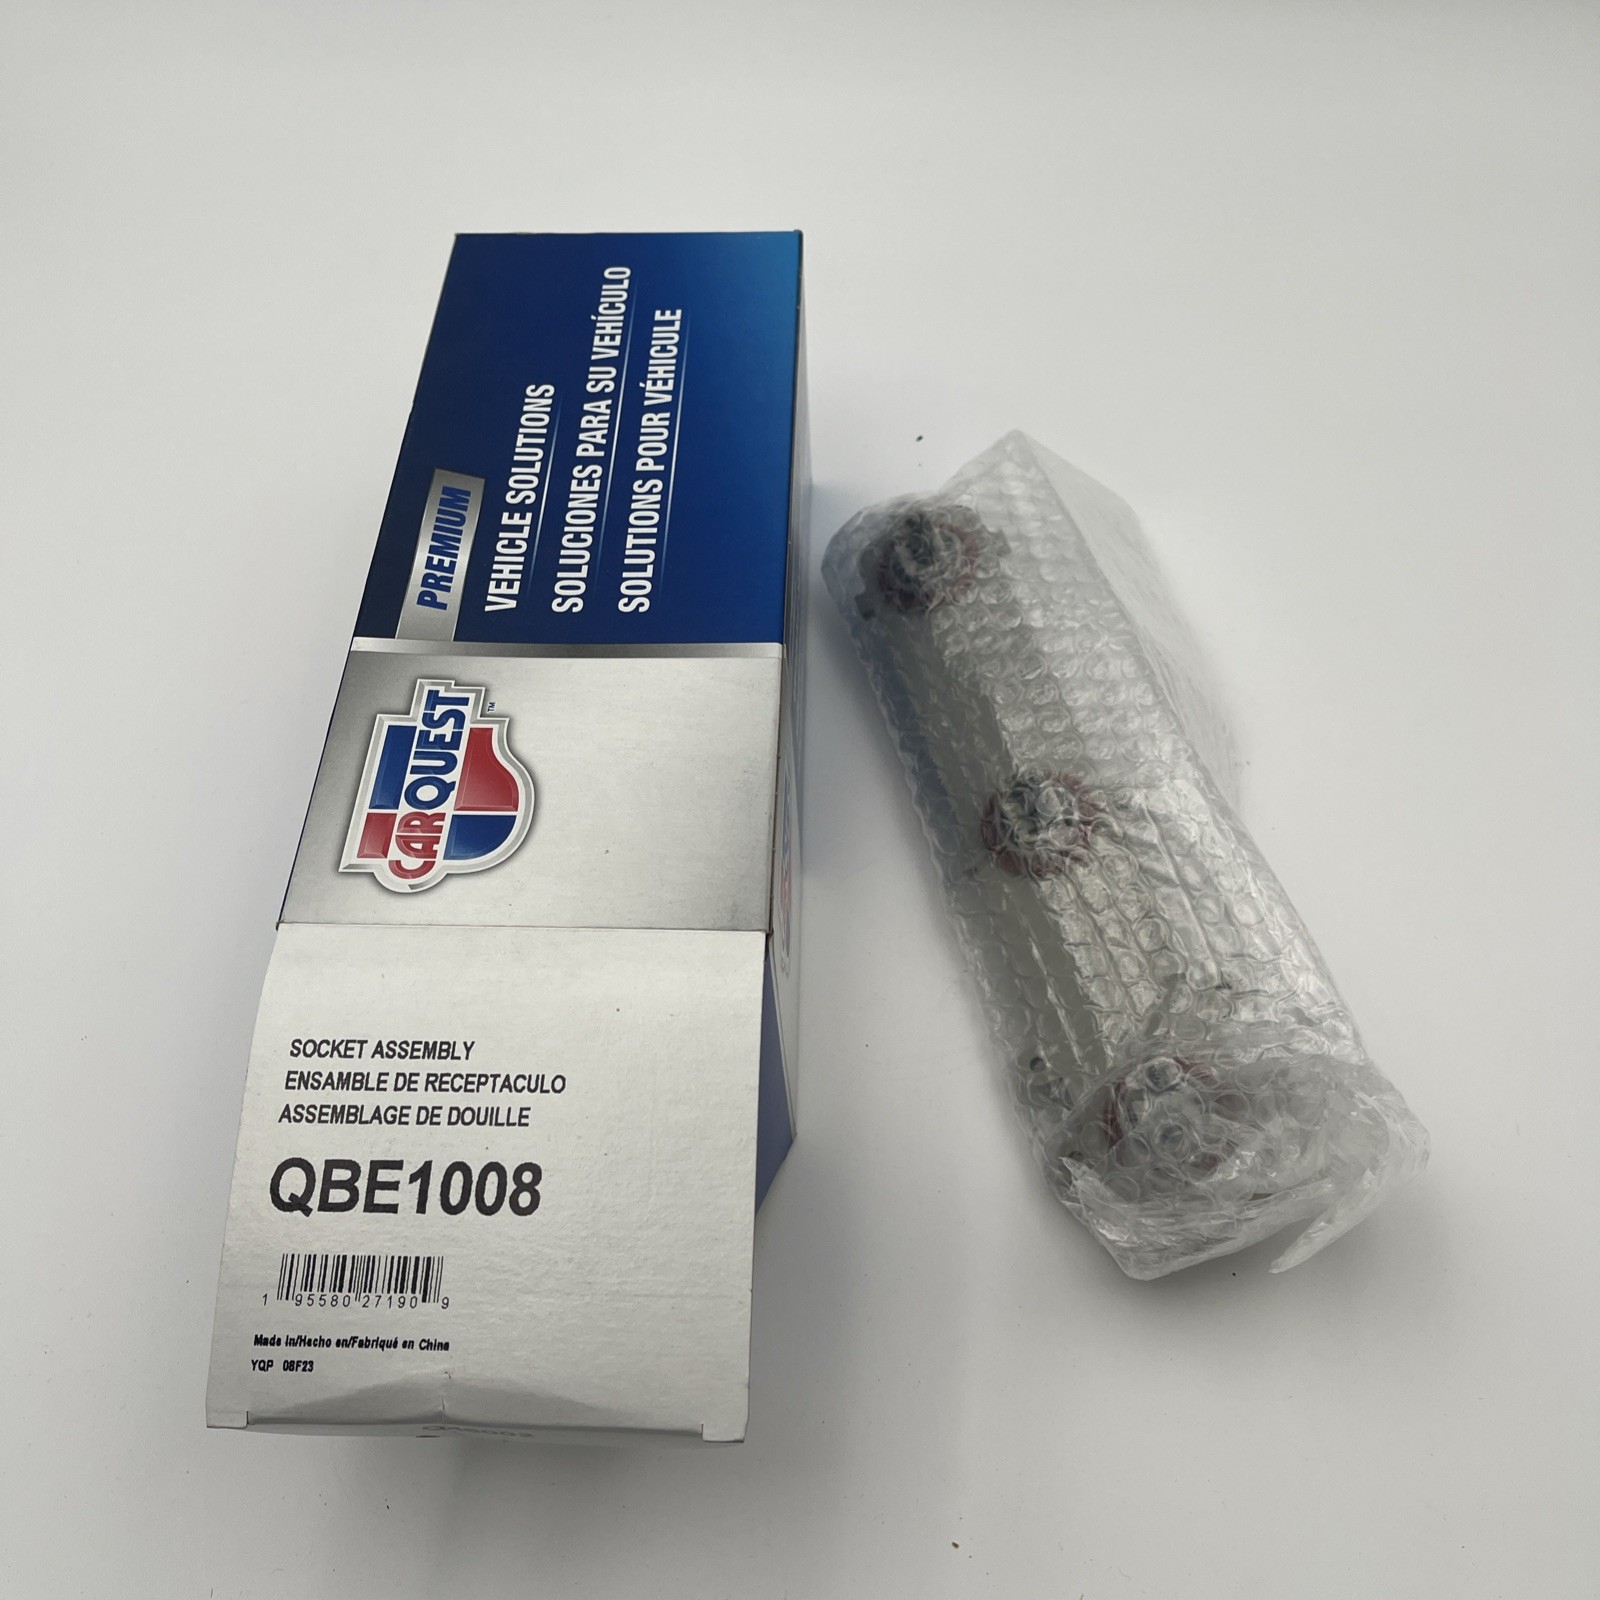 PREMIUM
VEHICLE SOLUTIONS
SOLUCIONES PARA SU VEHÍCULO
SOLUTIONS POUR VÉHICULE
CARQUEST™
SOCKET ASSEMBLY
ENSAMBLE DE RECEPTACULO
ASSEMBLAGE DE DOUILLE
QBE1008
1 95580 27190 9
Made in/Hecho en/Fabriqué en China
YQP 08F23